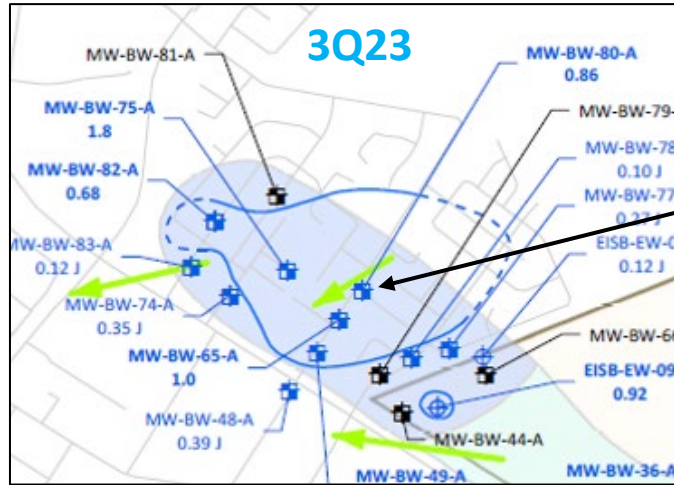 3Q23
MW-BW-81-A
MW-BW-80-A
0.86
MW-BW-75-A
1.8
MW-BW-79-
MW-BW-78
0.10 J
MW-BW-82-A
0.68
MW-BW-77
0.27 J
MW-BW-83-A
0.12 J
EISB-EW-0
0.12 J
MW-BW-74-A
0.35 J
MW-BW-66
MW-BW-65-A
1.0
EISB-EW-09
0.92
MW-BW-48-A
0.39 J
MW-BW-44-A
MW-BW-49-A
MW-BW-36-A